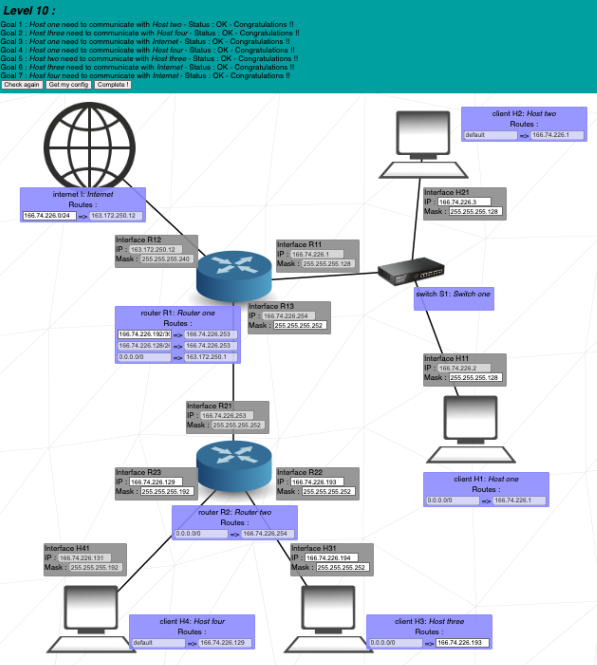 Level 10 :
Goal 1 : Host one need to communicate with Host two - Status : OK - Congratulations !!
Goal 2 : Host three need to communicate with Host four - Status : OK - Congratulations !!
Goal 3 : Host one need to communicate with Internet - Status : OK - Congratulations !!
Goal 4 : Host one need to communicate with Host four - Status : OK - Congratulations !!
Goal 5 : Host two need to communicate with Host three - Status : OK - Congratulations !!
Goal 6 : Host three need to communicate with Internet - Status : OK - Congratulations !!
Goal 7 : Host four need to communicate with Internet - Status : OK - Congratulations !!
Check again Get my config Complete !
client H2: Host two
Routes :
default => 166.74.226.1
internet I: Internet
Routes :
166.74.226.0/24 => 163.172.250.12
Interface H21
IP : 166.74.226.3
Mask : 255.255.255.128
Interface R12
IP : 163.172.250.12
Mask : 255.255.255.240
Interface R11
IP : 166.74.226.1
Mask : 255.255.255.128
switch S1: Switch one
Interface R13
IP : 166.74.226.254
Mask : 255.255.255.252
router R1: Router one
Routes :
166.74.226.192/3 => 166.74.226.253
166.74.226.128/2 => 166.74.226.253
0.0.0.0/0 => 163.172.250.1
Interface H11
IP : 166.74.226.2
Mask : 255.255.255.128
Interface R21
IP : 166.74.226.253
Mask : 255.255.255.252
Interface R23
IP : 166.74.226.129
Mask : 255.255.255.192
Interface R22
IP : 166.74.226.193
Mask : 255.255.255.252
client H1: Host one
Routes :
0.0.0.0/0 => 166.74.226.1
router R2: Router two
Routes :
0.0.0.0/0 => 166.74.226.254
Interface H41
IP : 166.74.226.131
Mask : 255.255.255.192
Interface H31
IP : 166.74.226.194
Mask : 255.255.255.252
client H4: Host four
Routes :
default => 166.74.226.129
client H3: Host three
Routes :
0.0.0.0/0 => 166.74.226.193